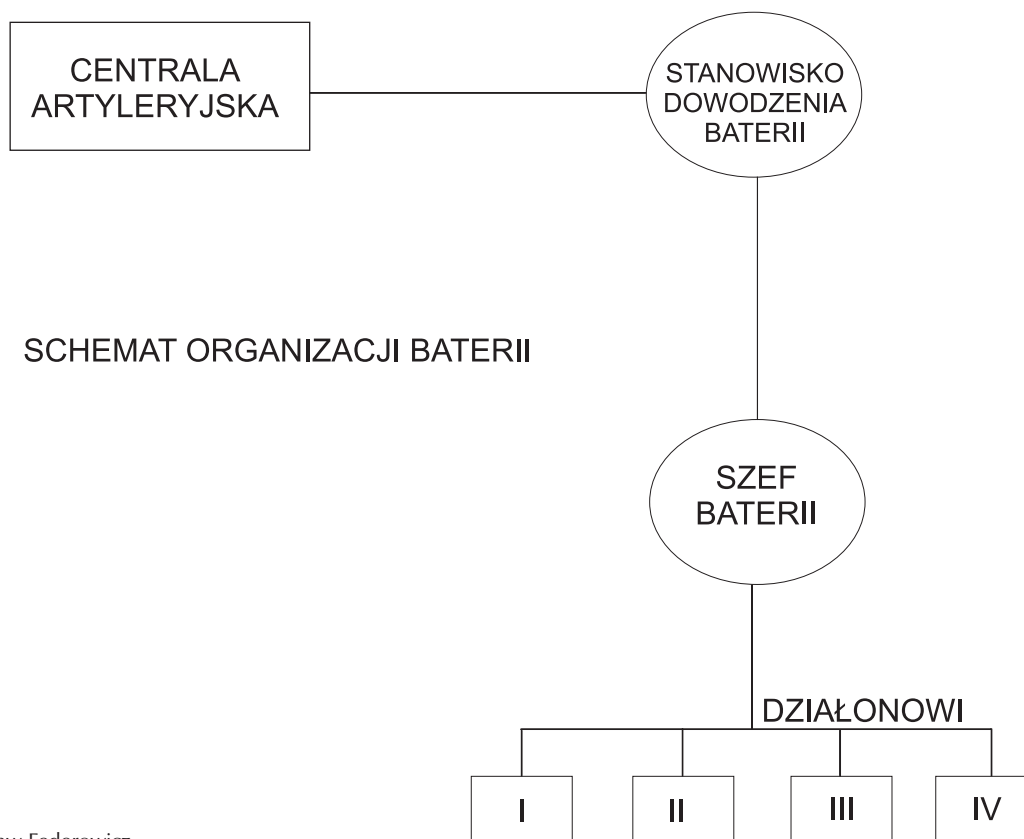 CENTRALA
ARTYLERYJSKA
STANOWISKO
DOWODZENIA
BATERII
SCHEMAT ORGANIZACJI BATERII
SZEF
BATERII
DZIAŁONOWI
I II III IV